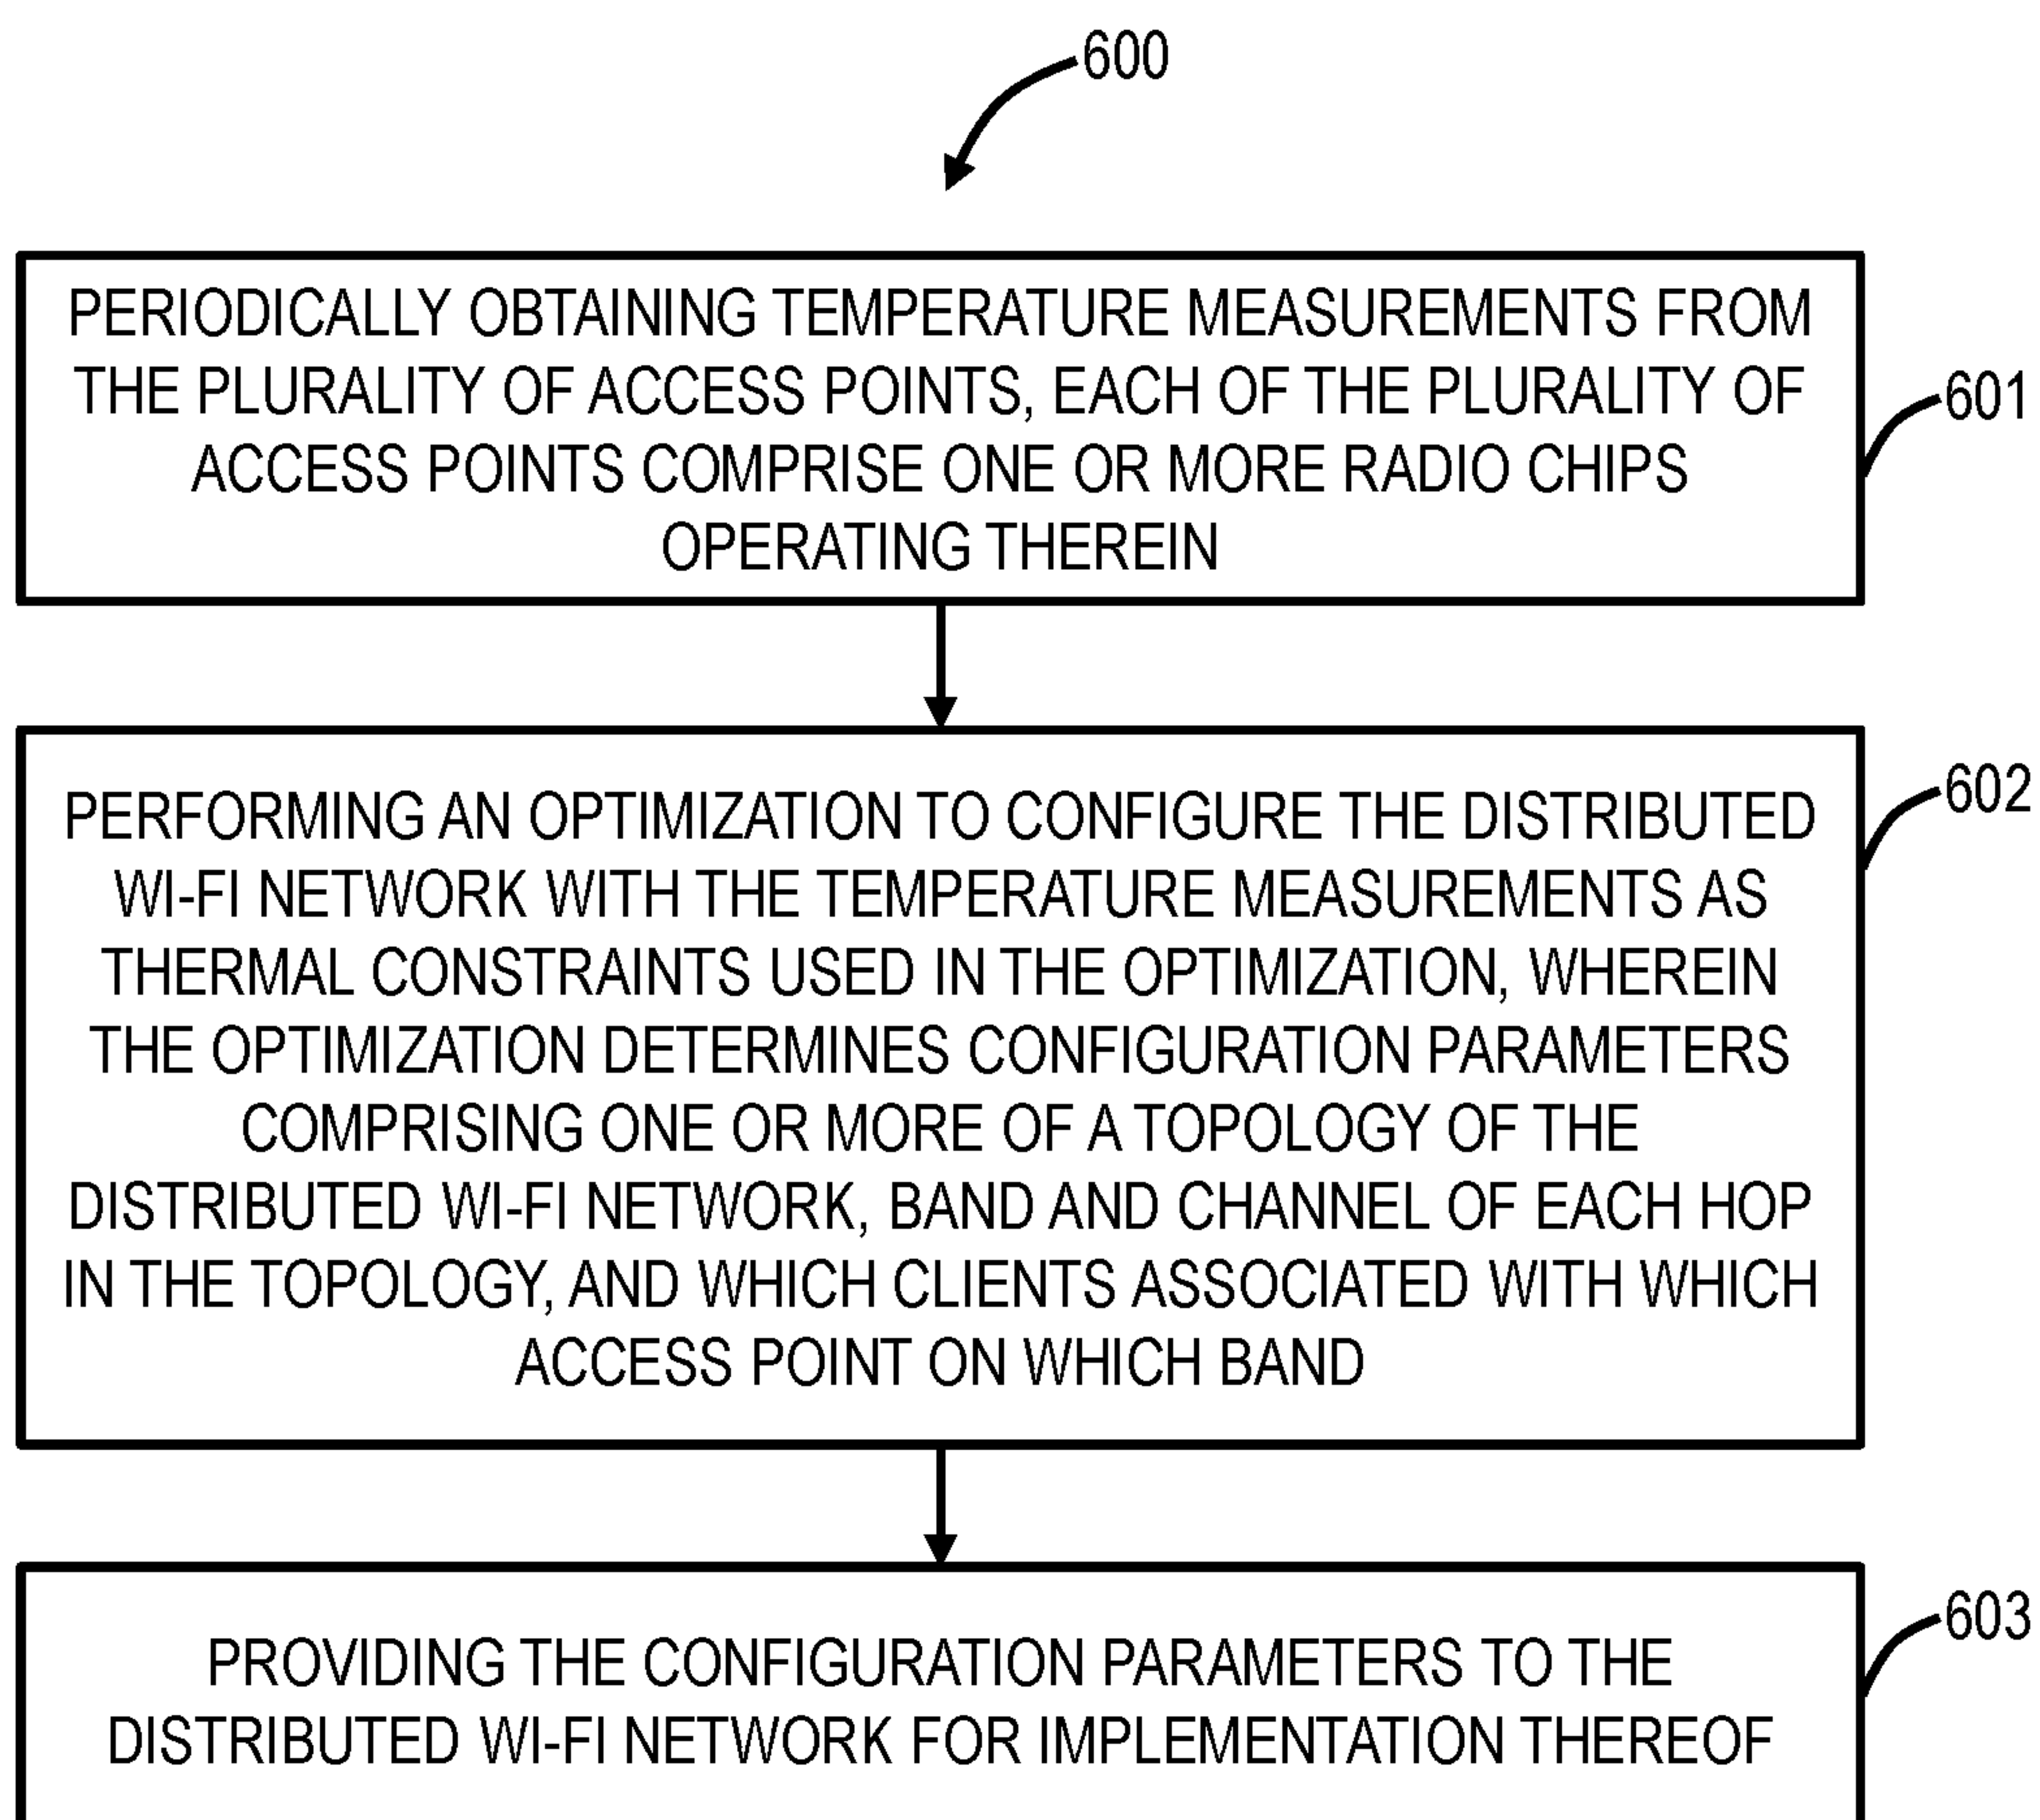 600
PERIODICALLY OBTAINING TEMPERATURE MEASUREMENTS FROM
THE PLURALITY OF ACCESS POINTS, EACH OF THE PLURALITY OF
ACCESS POINTS COMPRISE ONE OR MORE RADIO CHIPS
OPERATING THEREIN
601
PERFORMING AN OPTIMIZATION TO CONFIGURE THE DISTRIBUTED
WI-FI NETWORK WITH THE TEMPERATURE MEASUREMENTS AS
THERMAL CONSTRAINTS USED IN THE OPTIMIZATION, WHEREIN
THE OPTIMIZATION DETERMINES CONFIGURATION PARAMETERS
COMPRISING ONE OR MORE OF A TOPOLOGY OF THE
DISTRIBUTED WI-FI NETWORK, BAND AND CHANNEL OF EACH HOP
IN THE TOPOLOGY, AND WHICH CLIENTS ASSOCIATED WITH WHICH
ACCESS POINT ON WHICH BAND
602
PROVIDING THE CONFIGURATION PARAMETERS TO THE
DISTRIBUTED WI-FI NETWORK FOR IMPLEMENTATION THEREOF
603